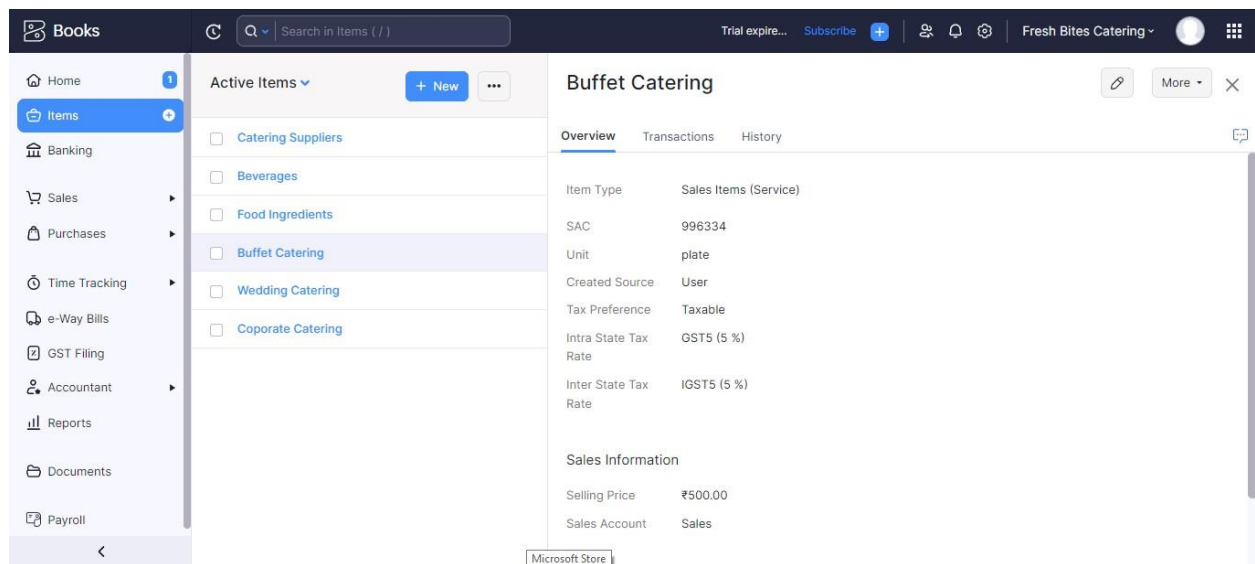 Books
Search in Items ( / )
Trial expire... Subscribe
Fresh Bites Catering
Home 1
Items
Banking
Sales
Purchases
Time Tracking
e-Way Bills
GST Filing
Accountant
Reports
Documents
Payroll
Active Items
+ New
Catering Suppliers
Beverages
Food Ingredients
Buffet Catering
Wedding Catering
Coporate Catering
Buffet Catering
More
Overview Transactions History
Item Type Sales Items (Service)
SAC 996334
Unit plate
Created Source User
Tax Preference Taxable
Intra State Tax Rate GST5 (5 %)
Inter State Tax Rate IGST5 (5 %)
Sales Information
Selling Price ₹500.00
Sales Account Sales
Microsoft Store